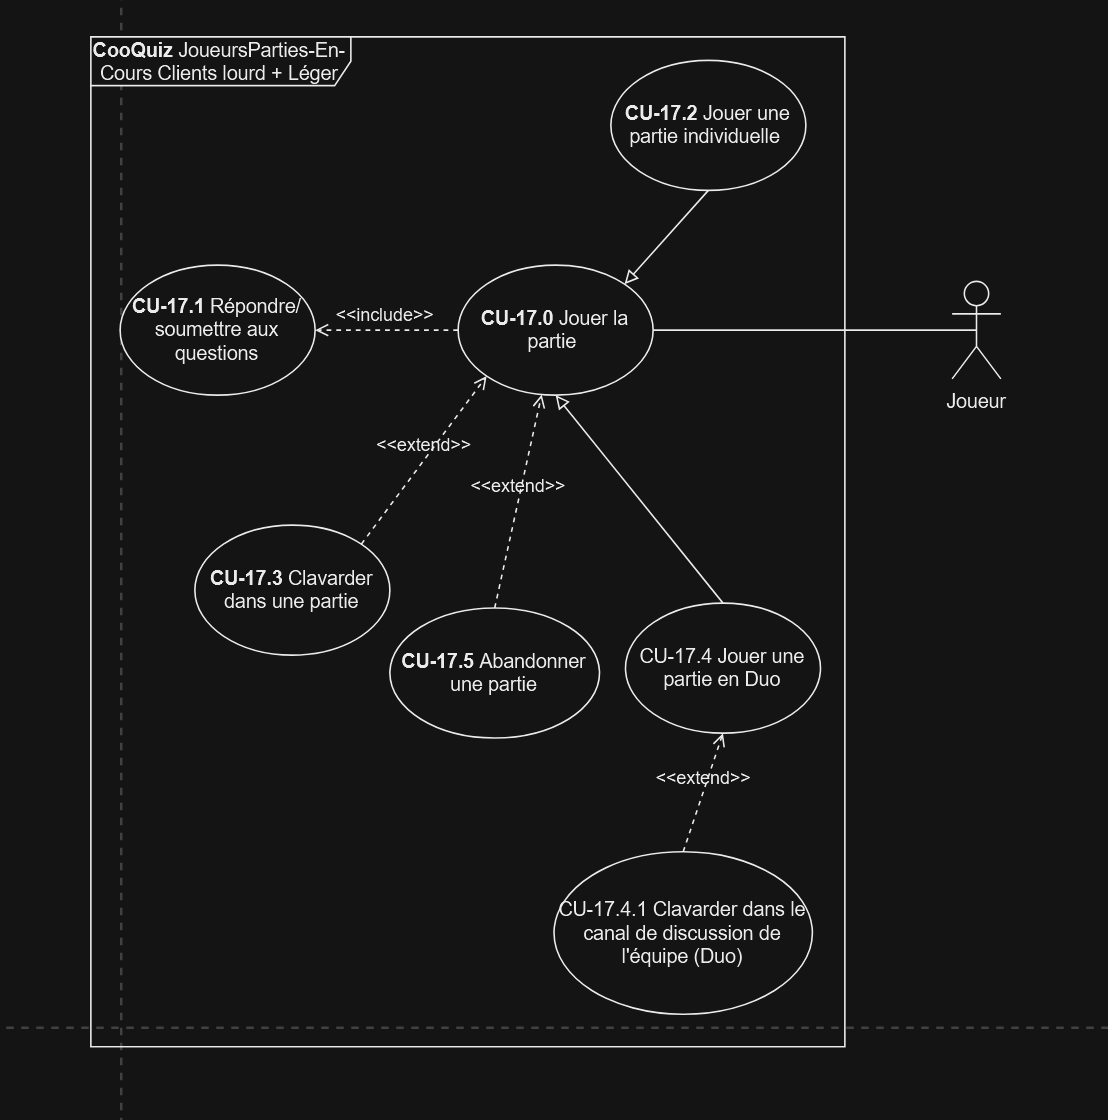 CooQuiz JoueursParties-En-
Cours Clients lourd + Léger
CU-17.2 Jouer une
partie individuelle
CU-17.1 Répondre/
soumettre aux
questions
<<include>>
CU-17.0 Jouer la
partie
Joueur
<<extend>>
<<extend>>
CU-17.3 Clavarder
dans une partie
CU-17.5 Abandonner
une partie
CU-17.4 Jouer une
partie en Duo
<<extend>>
CU-17.4.1 Clavarder dans le
canal de discussion de
l'équipe (Duo)